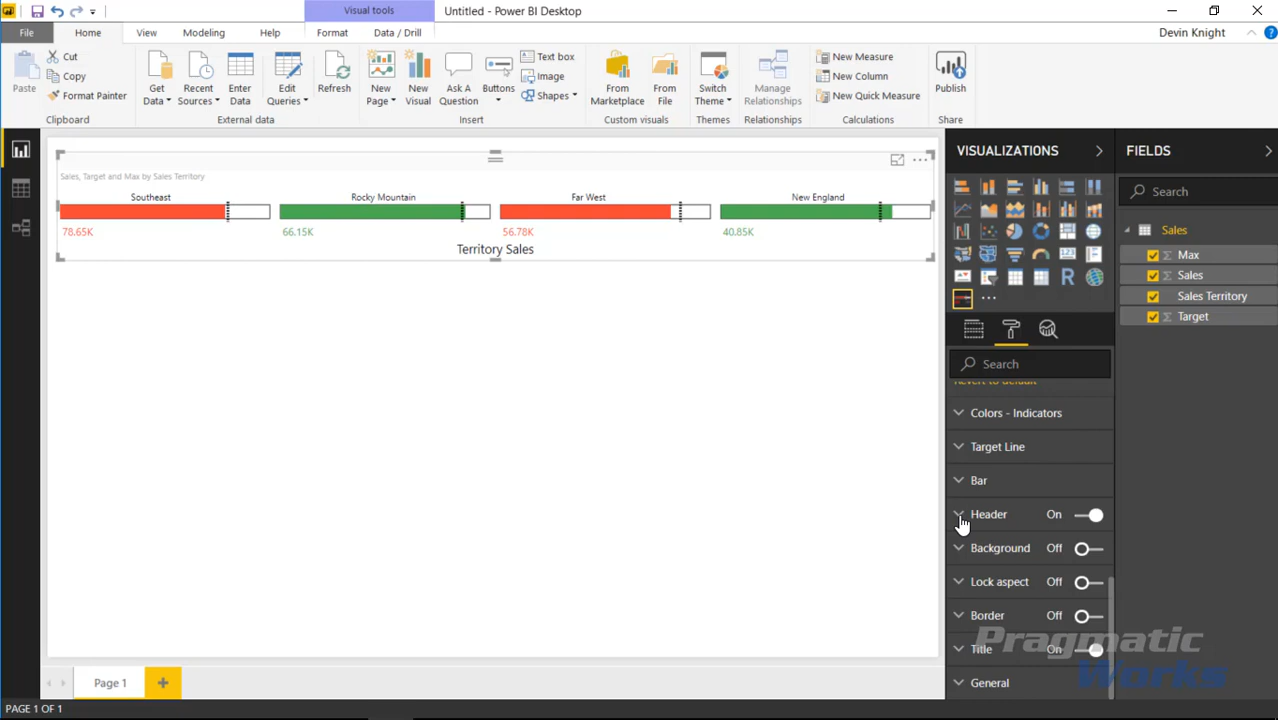 Visual tools
Untitled - Power BI Desktop
File
Home
View
Modeling
Help
Format
Data / Drill
Devin Knight
Paste
Cut
Copy
Format Painter
Clipboard
Get Data
Recent Sources
Enter Data
Edit Queries
Refresh
External data
New Page
New Visual
Ask A Question
Buttons
Text box
Image
Shapes
Insert
From Marketplace
From File
Custom visuals
Switch Theme
Themes
Manage Relationships
Relationships
New Measure
New Column
New Quick Measure
Calculations
Publish
Share
Sales, Target and Max by Sales Territory
Southeast
Rocky Mountain
Far West
New England
78.65K
66.15K
56.78K
40.85K
Territory Sales
VISUALIZATIONS
R
Search
Revert to default
Colors - Indicators
Target Line
Bar
Header On
Background Off
Lock aspect Off
Border Off
Title On
General
FIELDS
Search
Sales
Max
Sales
Sales Territory
Target
Pragmatic
Works
Page 1
PAGE 1 OF 1